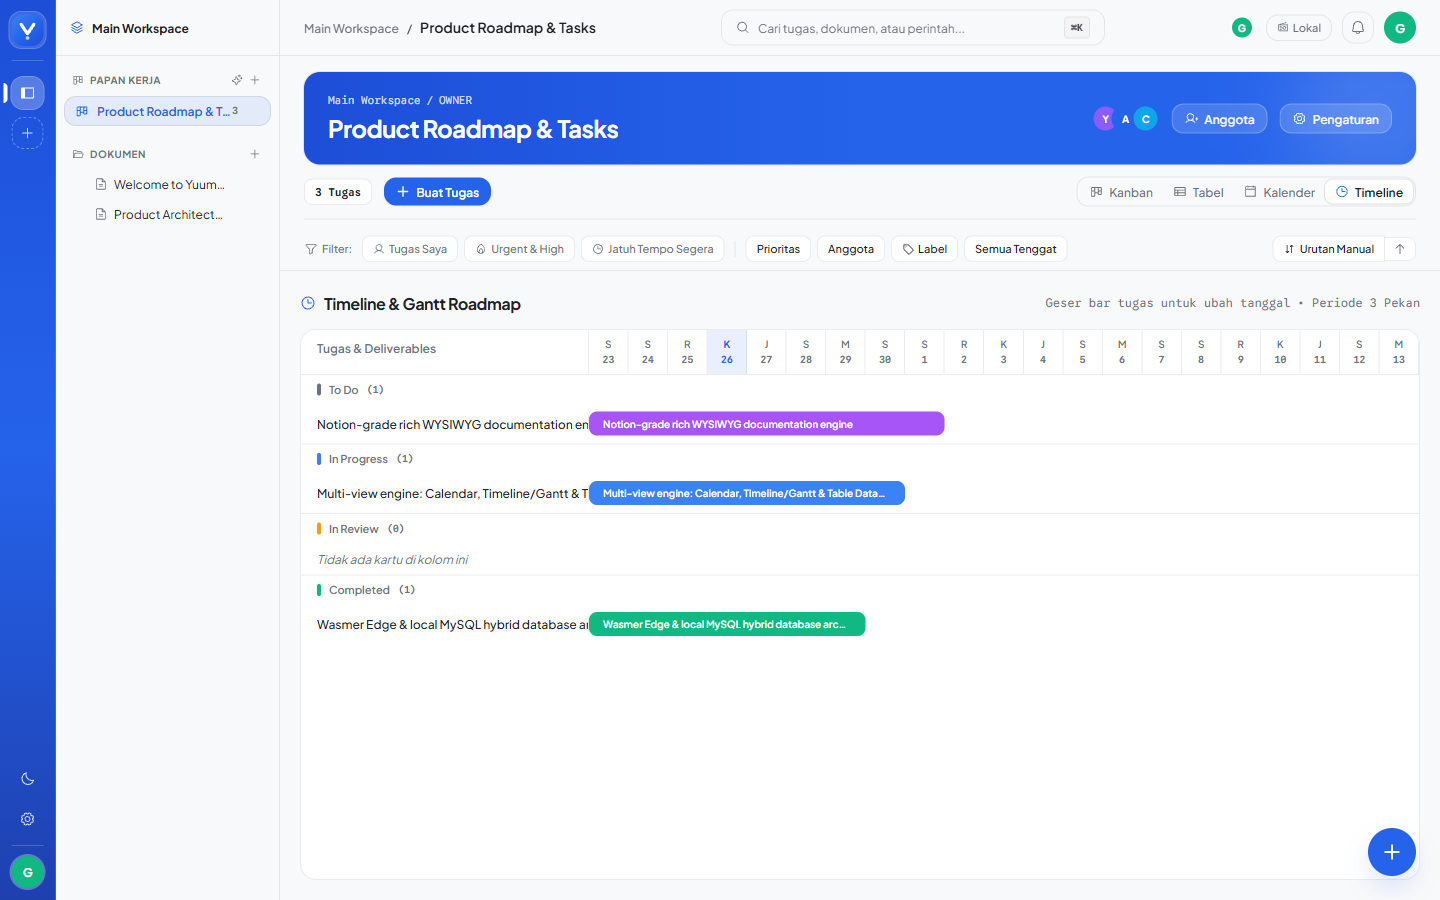 Main Workspace
Main Workspace / Product Roadmap & Tasks
Cari tugas, dokumen, atau perintah...
⌘K
G
Lokal
G
PAPAN KERJA
Product Roadmap & T... 3
DOKUMEN
Welcome to Yuum...
Product Architect...
G
Main Workspace / OWNER
Product Roadmap & Tasks
Y A C
Anggota
Pengaturan
3 Tugas
Buat Tugas
Kanban
Tabel
Kalender
Timeline
Filter:
Tugas Saya
Urgent & High
Jatuh Tempo Segera
Prioritas
Anggota
Label
Semua Tenggat
Urutan Manual
Timeline & Gantt Roadmap
Geser bar tugas untuk ubah tanggal • Periode 3 Pekan
Tugas & Deliverables
S S R K J S M S S R K J S M S S R K J S M
23 24 25 26 27 28 29 30 1 2 3 4 5 6 7 8 9 10 11 12 13
To Do (1)
Notion-grade rich WYSIWYG documentation en
Notion-grade rich WYSIWYG documentation engine
In Progress (1)
Multi-view engine: Calendar, Timeline/Gantt & T
Multi-view engine: Calendar, Timeline/Gantt & Table Data...
In Review (0)
Tidak ada kartu di kolom ini
Completed (1)
Wasmer Edge & local MySQL hybrid database ar
Wasmer Edge & local MySQL hybrid database arc...